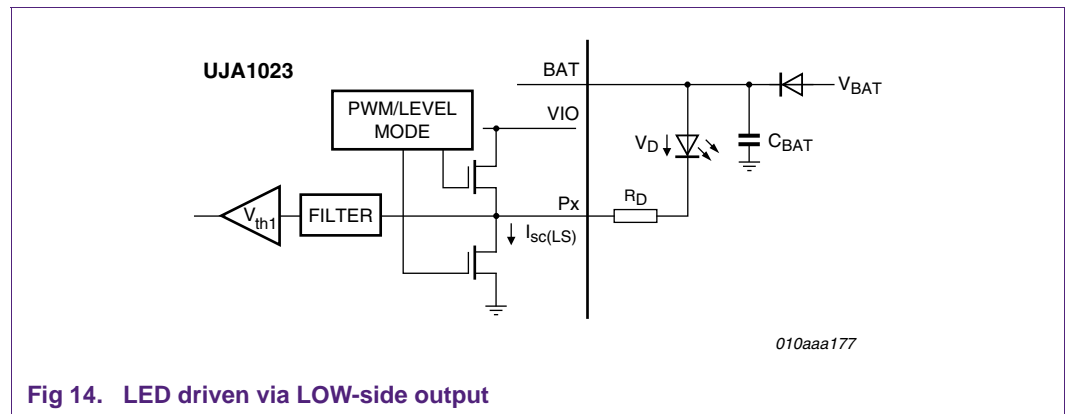 UJA1023
BAT
VBAT
PWM/LEVEL
MODE
VIO
VD
CBAT
RD
Px
Vth1
FILTER
Isc(LS)
010aaa177
Fig 14. LED driven via LOW-side output